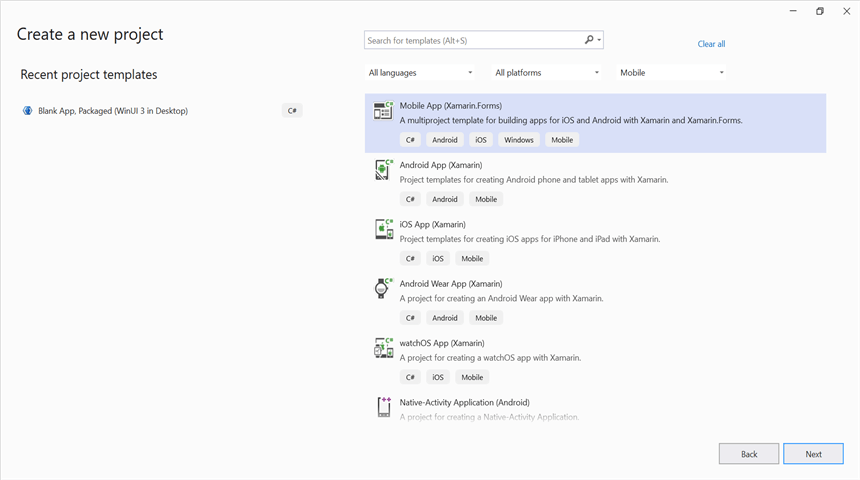 Create a new project
Recent project templates
Blank App, Packaged (WinUI 3 in Desktop)
C#
Search for templates (Alt+S)
Clear all
All languages
All platforms
Mobile
C#
Mobile App (Xamarin.Forms)
A multiproject template for building apps for iOS and Android with Xamarin and Xamarin.Forms.
C# Android iOS Windows Mobile
C#
Android App (Xamarin)
Project templates for creating Android phone and tablet apps with Xamarin.
C# Android Mobile
C#
iOS App (Xamarin)
Project templates for creating iOS apps for iPhone and iPad with Xamarin.
C# iOS Mobile
C#
Android Wear App (Xamarin)
A project for creating an Android Wear app with Xamarin.
C# Android Mobile
C#
watchOS App (Xamarin)
A project for creating a watchOS app with Xamarin.
C# iOS Mobile
++
Native-Activity Application (Android)
A project for creating a Native-Activity Application.
Back
Next